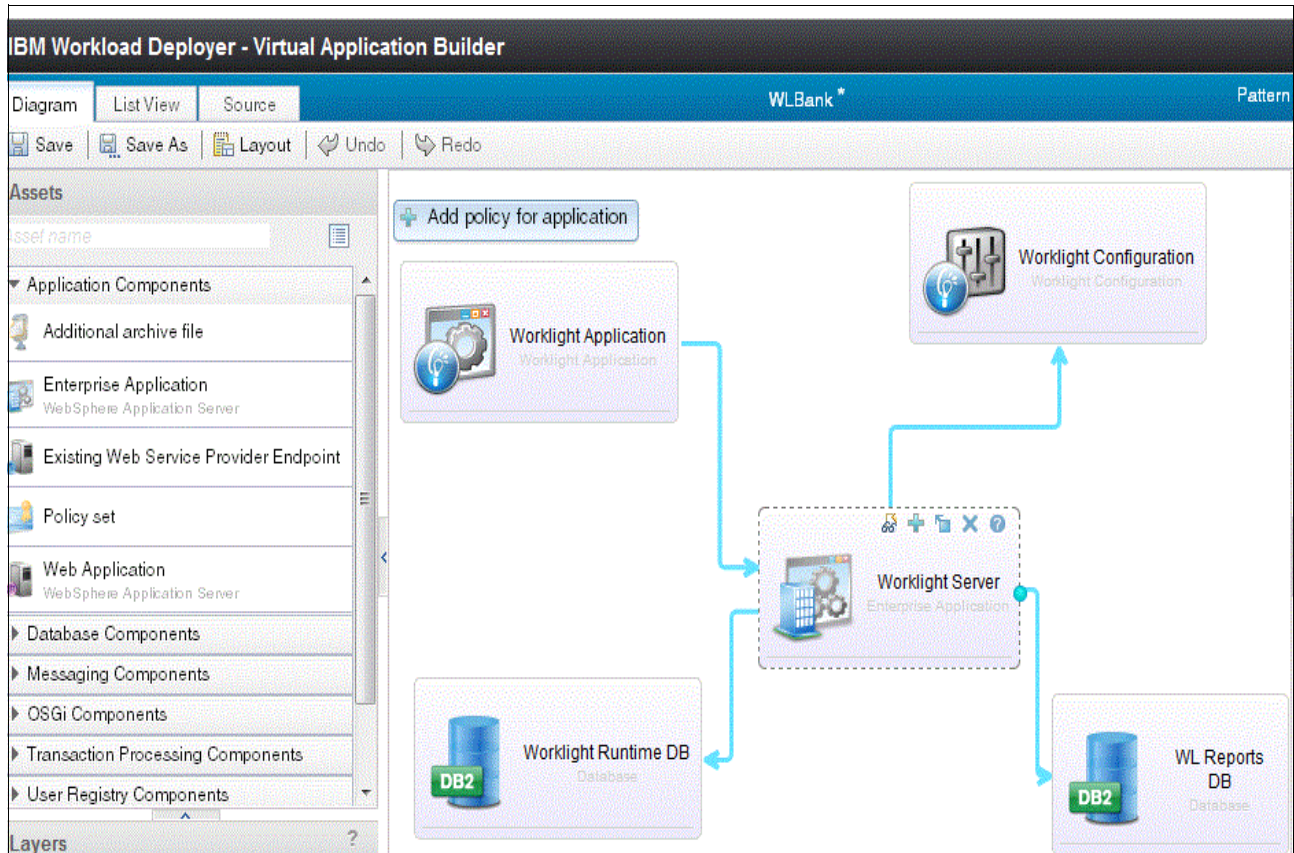 IBM Workload Deployer - Virtual Application Builder
Diagram
List View
Source
WLBank *
Pattern
Save
Save As
Layout
Undo
Redo
Assets
Asset name
Add policy for application
Application Components
Additional archive file
Enterprise Application
WebSphere Application Server
Existing Web Service Provider Endpoint
Policy set
Web Application
WebSphere Application Server
Database Components
Messaging Components
OSGi Components
Transaction Processing Components
User Registry Components
Layers
?
Worklight Application
Worklight Application
Worklight Configuration
Worklight Configuration
?
Worklight Server
Enterprise Application
DB2
Worklight Runtime DB
Database
DB2
WL Reports
DB
Database